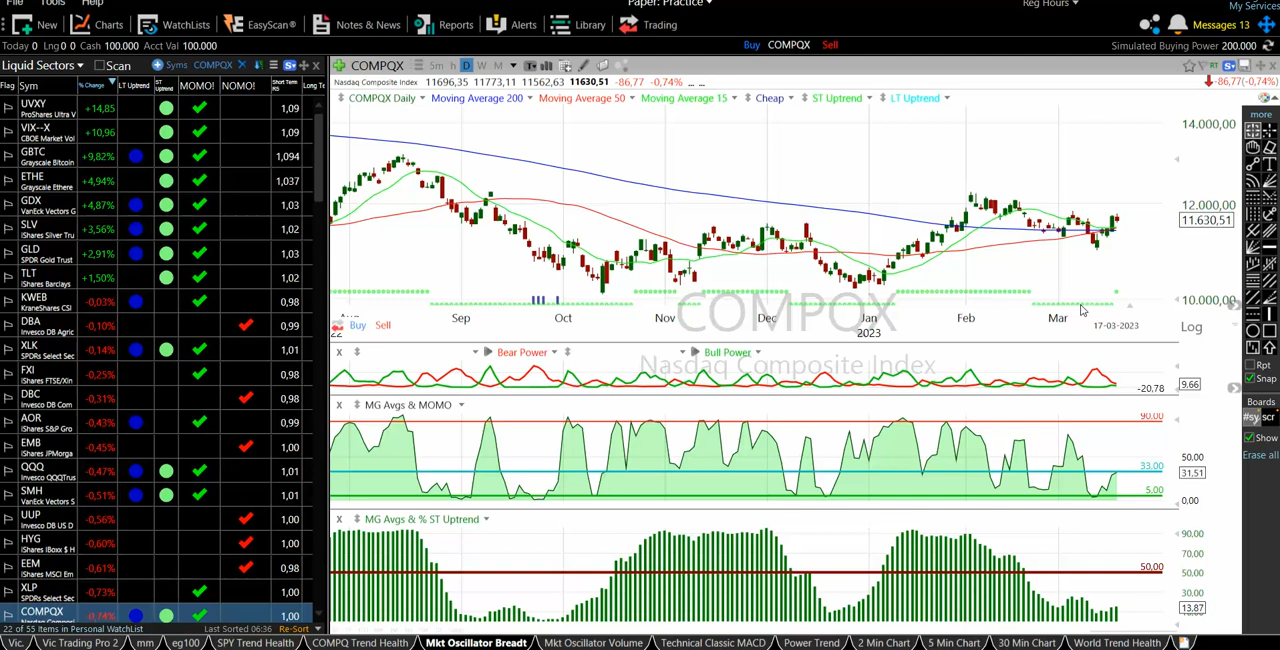 File Tools Help Paper: Practice Reg Hours My Services
New Charts WatchLists EasyScan® Notes & News Reports Alerts Library Trading Messages 13
Today 0 Lng 0 0 Cash 100.000 Acct Val 100.000 Buy COMPQX Sell Simulated Buying Power 200.000
Liquid Sectors Scan Syms COMPQX
COMPQX 5m h D W M
Nasdaq Composite Index 11696,35 11773,11 11562,63 11630,51 -86,77 -0,74% ... ...
-86,77(-0,74%)
COMPQX Daily Moving Average 200 Moving Average 50 Moving Average 15 Cheap ST Uptrend LT Uptrend
Flag Sym % Change LT Uptrend ST Uptrend MOMO! NOMO! Short Term RS Long Te
UVXY +14,85 1,09
ProShares Ultra V
VIX--X +10,96 1,09
CBOE Market Vol
GBTC +9,82% 1,094
Grayscale Bitcoin
ETHE +4,94% 1,037
Grayscale Ethere
GDX +4,87% 1,03
VanEck Vectors G
SLV +3,56% 1,02
iShares Silver Tru
GLD +2,91% 1,03
SPDR Gold Trust
TLT +1,50% 1,02
iShares Barclays
KWEB -0,03% 0,98
KraneShares CSI
DBA -0,10% 0,99
Invesco DB Agric
XLK -0,14% 1,01
SPDRs Select Sec
FXI -0,25% 0,98
iShares FTSE/Xin
DBC -0,31% 0,98
Invesco DB Com
AOR -0,43% 0,99
iShares S&P Gro
EMB -0,45% 1,00
iShares JPMorga
QQQ -0,47% 1,01
Invesco QQQTrus
SMH -0,51% 1,01
VanEck Vectors S
UUP -0,56% 1,00
Invesco DB US D
HYG -0,60% 1,00
iShares iBoxx $ H
EEM -0,61% 0,98
iShares MSCI Em
XLP -0,73% 1,00
SPDRs Select Sec
COMPQX -0,74% 1,00
22 of 55 items in Personal WatchList Last Sorted 06:36 Re-Sort
14.000,00
12.000,00
11.630,51
10.000,00
COMPQX
Nasdaq Composite Index
Sep Oct Nov Dec Jan Feb Mar
22 2023 17-03-2023
Buy Sell
Log
X Bear Power Bull Power
-20,78 9.66
X MG Avgs & MOMO
90,00
50,00
33,00
31,51
5,00
0,00
X MG Avgs & % ST Uptrend
90,00
70,00
50,00
50,00
30,00
13,87
more
Rpt
Snap
Boards
#sy scr
Show
Erase all
Vic. Vic Trading Pro 2 mm eg100 SPY Trend Health COMPQ Trend Health Mkt Oscillator Breadt Mkt Oscillator Volume Technical Classic MACD Power Trend 2 Min Chart 5 Min Chart 30 Min Chart World Trend Health